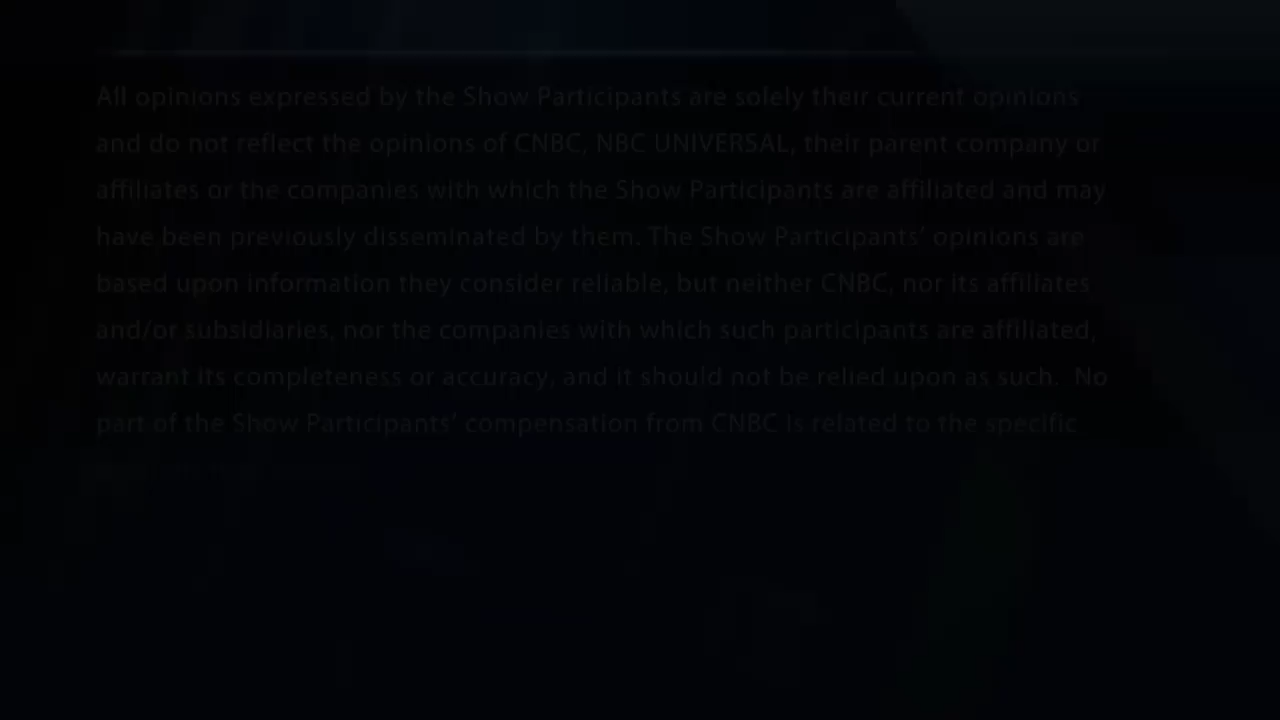 All opinions expressed by the Show Participants are solely their current opinions
and do not reflect the opinions of CNBC, NBC UNIVERSAL, their parent company or
affiliates or the companies with which the Show Participants are affiliated and may
have been previously disseminated by them. The Show Participants’ opinions are
based upon information they consider reliable, but neither CNBC, nor its affiliates
and/or subsidiaries, nor the companies with which such participants are affiliated,
warrant its completeness or accuracy, and it should not be relied upon as such.  No
part of the Show Participants’ compensation from CNBC is related to the specific